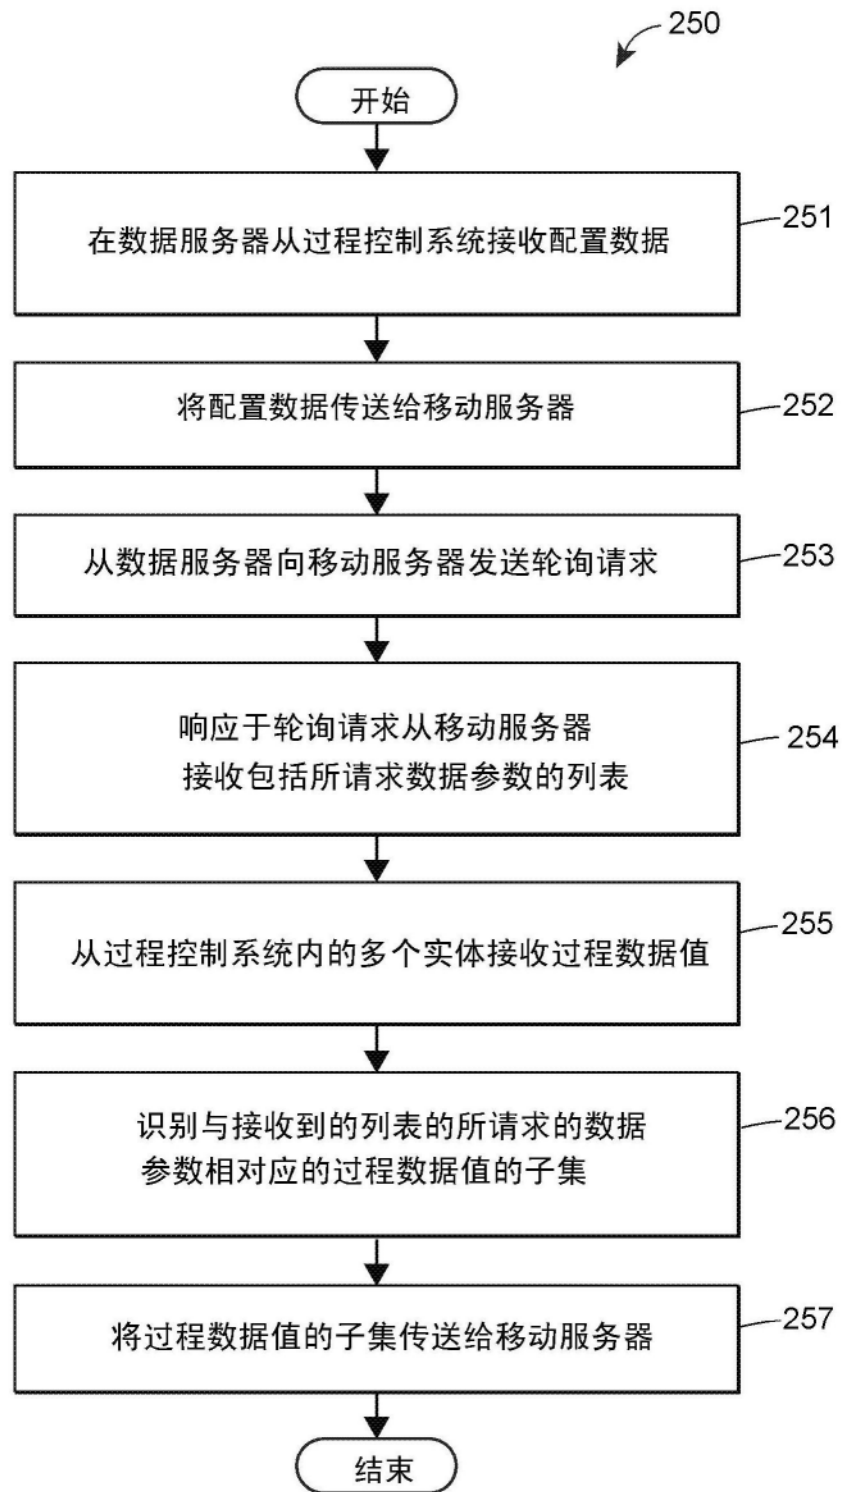 250
开始
在数据服务器从过程控制系统接收配置数据
251
将配置数据传送给移动服务器
252
从数据服务器向移动服务器发送轮询请求
253
响应于轮询请求从移动服务器
接收包括所请求数据参数的列表
254
从过程控制系统内的多个实体接收过程数据值
255
识别与接收到的列表的所请求的数据
参数相对应的过程数据值的子集
256
将过程数据值的子集传送给移动服务器
257
结束